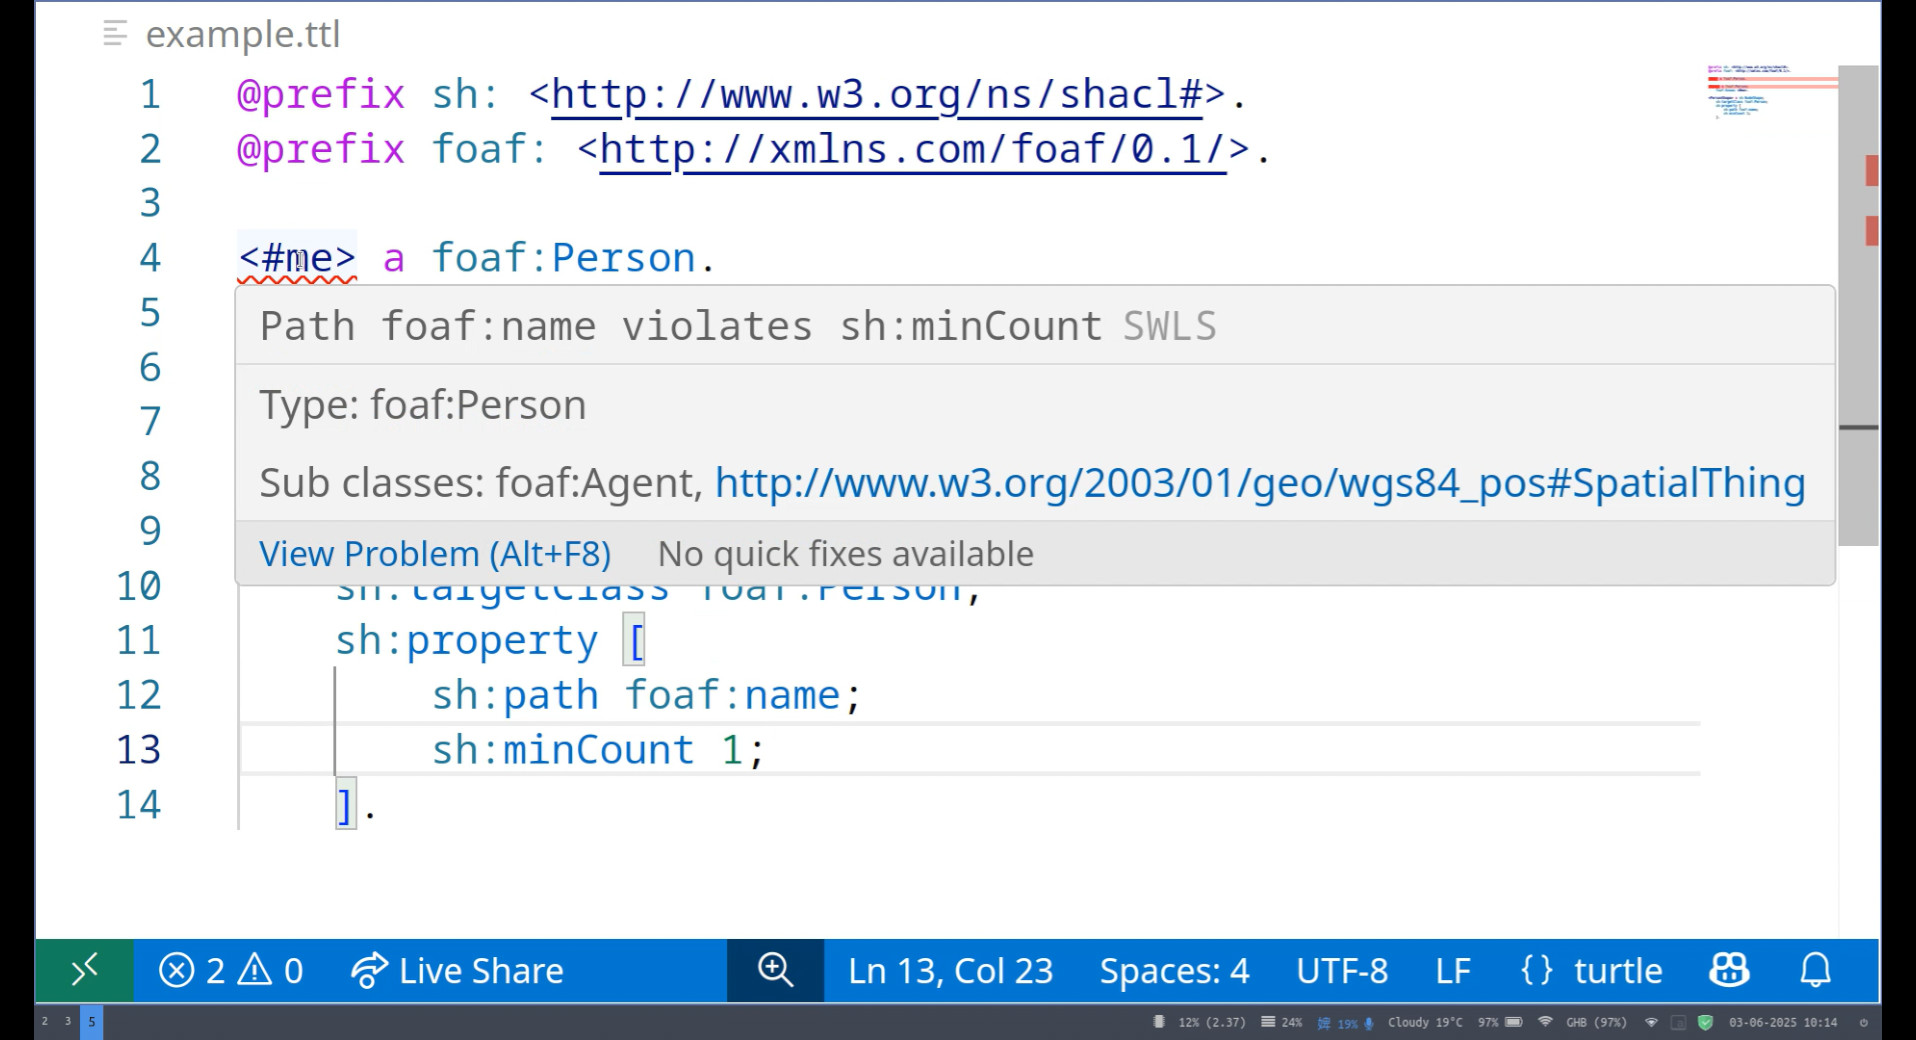 example.ttl
1 @prefix sh: <http://www.w3.org/ns/shacl#>.
2 @prefix foaf: <http://xmlns.com/foaf/0.1/>.
3
4 <#me> a foaf:Person.
5
Path foaf:name violates sh:minCount SWLS
6
7
Type: foaf:Person
8
Sub classes: foaf:Agent, http://www.w3.org/2003/01/geo/wgs84_pos#SpatialThing
9
View Problem (Alt+F8) No quick fixes available
10 sh:targetClass foaf:Person;
11 sh:property [
12 sh:path foaf:name;
13 sh:minCount 1;
14 ].
2 0 Live Share Ln 13, Col 23 Spaces: 4 UTF-8 LF {} turtle
2 3 5 12% (2.37) 24% 19% Cloudy 19°C 97% GHB (97%) 03-06-2025 10:14